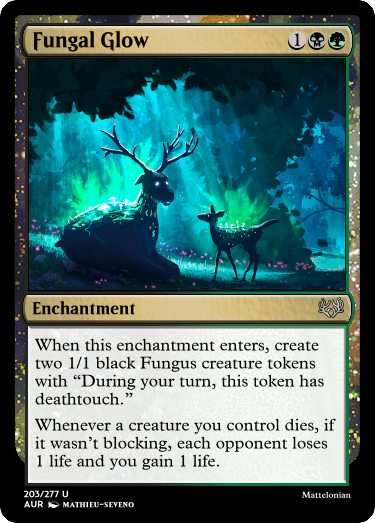 Fungal Glow 1
Enchantment
When this enchantment enters, create
two 1/1 black Fungus creature tokens
with “During your turn, this token has
deathtouch.”
Whenever a creature you control dies, if
it wasn’t blocking, each opponent loses
1 life and you gain 1 life.
203/277 U
AUR Mathieu-Seveno
Mattelonian